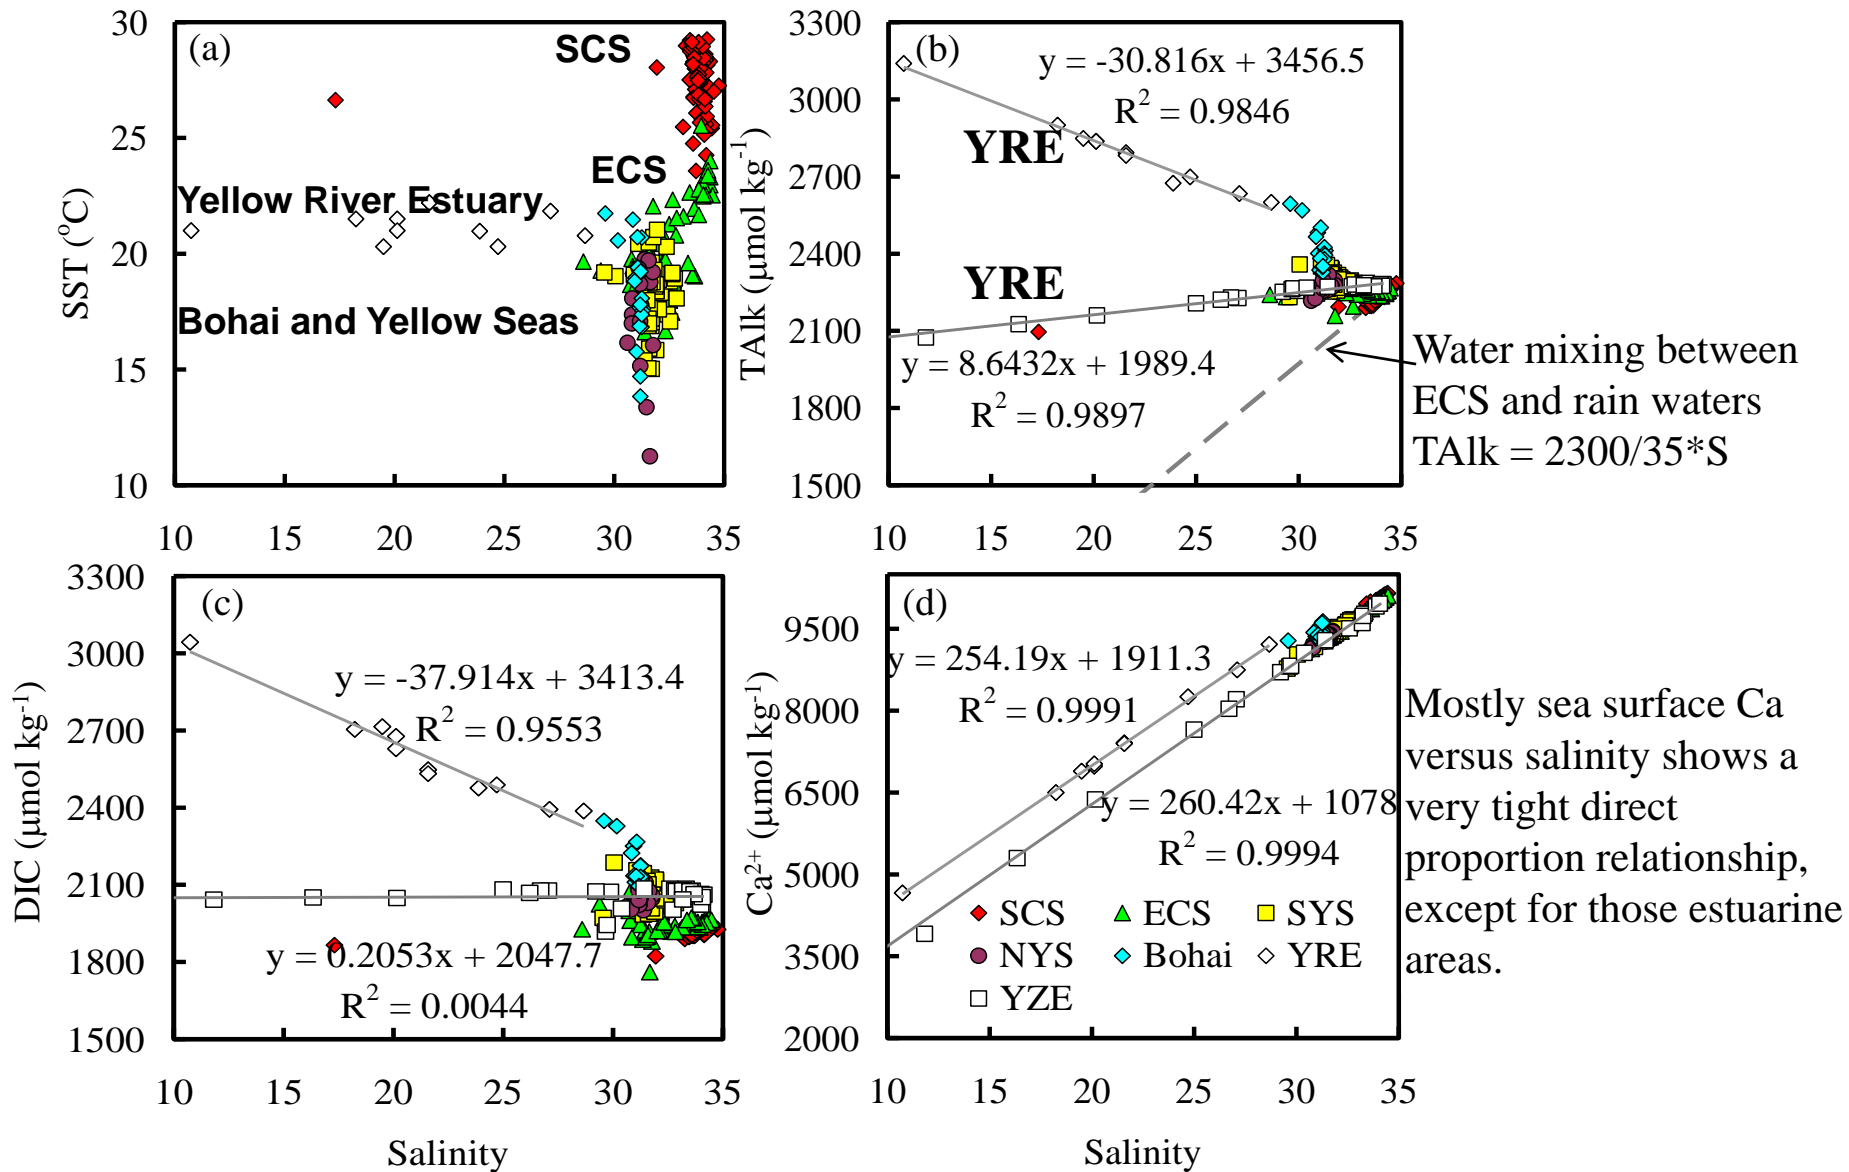 (a)
SCS
ECS
Yellow River Estuary
Bohai and Yellow Seas
SST (°C)
30
25
20
15
10
10 15 20 25 30 35
(b)
y = -30.816x + 3456.5
R² = 0.9846
YRE
YRE
y = 8.6432x + 1989.4
R² = 0.9897
TAlk (μmol kg⁻¹)
3300
3000
2700
2400
2100
1800
1500
10 15 20 25 30 35
Water mixing between
ECS and rain waters
TAlk = 2300/35*S
(c)
y = -37.914x + 3413.4
R² = 0.9553
y = 0.2053x + 2047.7
R² = 0.0044
DIC (μmol kg⁻¹)
3300
3000
2700
2400
2100
1800
1500
10 15 20 25 30 35
Salinity
(d)
y = 254.19x + 1911.3
R² = 0.9991
y = 260.42x + 1078
R² = 0.9994
SCS ECS SYS
NYS Bohai YRE
YZE
Ca²⁺ (μmol kg⁻¹)
9500
8000
6500
5000
3500
2000
10 15 20 25 30 35
Salinity
Mostly sea surface Ca
versus salinity shows a
very tight direct
proportion relationship,
except for those estuarine
areas.